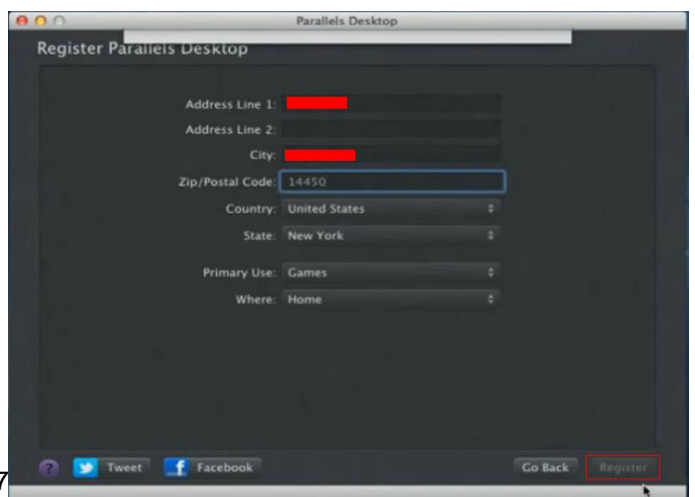 Parallels Desktop
Register Parallels Desktop
Address Line 1:
Address Line 2:
City:
Zip/Postal Code: 14450
Country: United States
State: New York
Primary Use: Games
Where: Home
? Tweet f Facebook Go Back Register
7